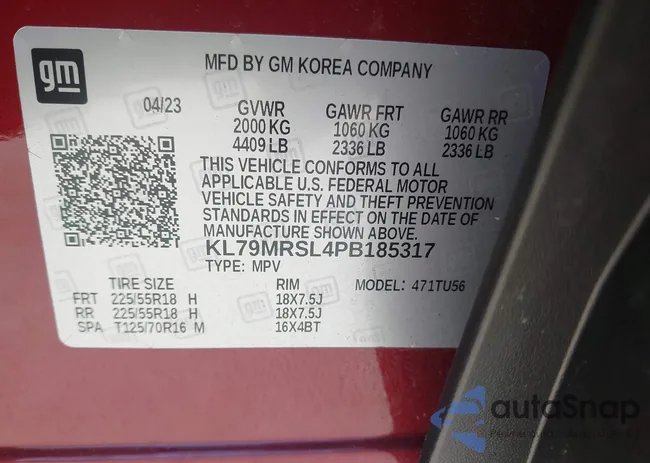 gm
MFD BY GM KOREA COMPANY
04/23 GVWR GAWR FRT GAWR RR
2000 KG 1060 KG 1060 KG
4409 LB 2336 LB 2336 LB
THIS VEHICLE CONFORMS TO ALL
APPLICABLE U.S. FEDERAL MOTOR
VEHICLE SAFETY AND THEFT PREVENTION
STANDARDS IN EFFECT ON THE DATE OF
MANUFACTURE SHOWN ABOVE.
KL79MRSL4PB185317
TYPE: MPV MODEL: 471TU56
TIRE SIZE RIM
FRT 225/55R18 H 18X7.5J
RR 225/55R18 H 18X7.5J
SPA T125/70R16 M 16X4BT
autoSnap